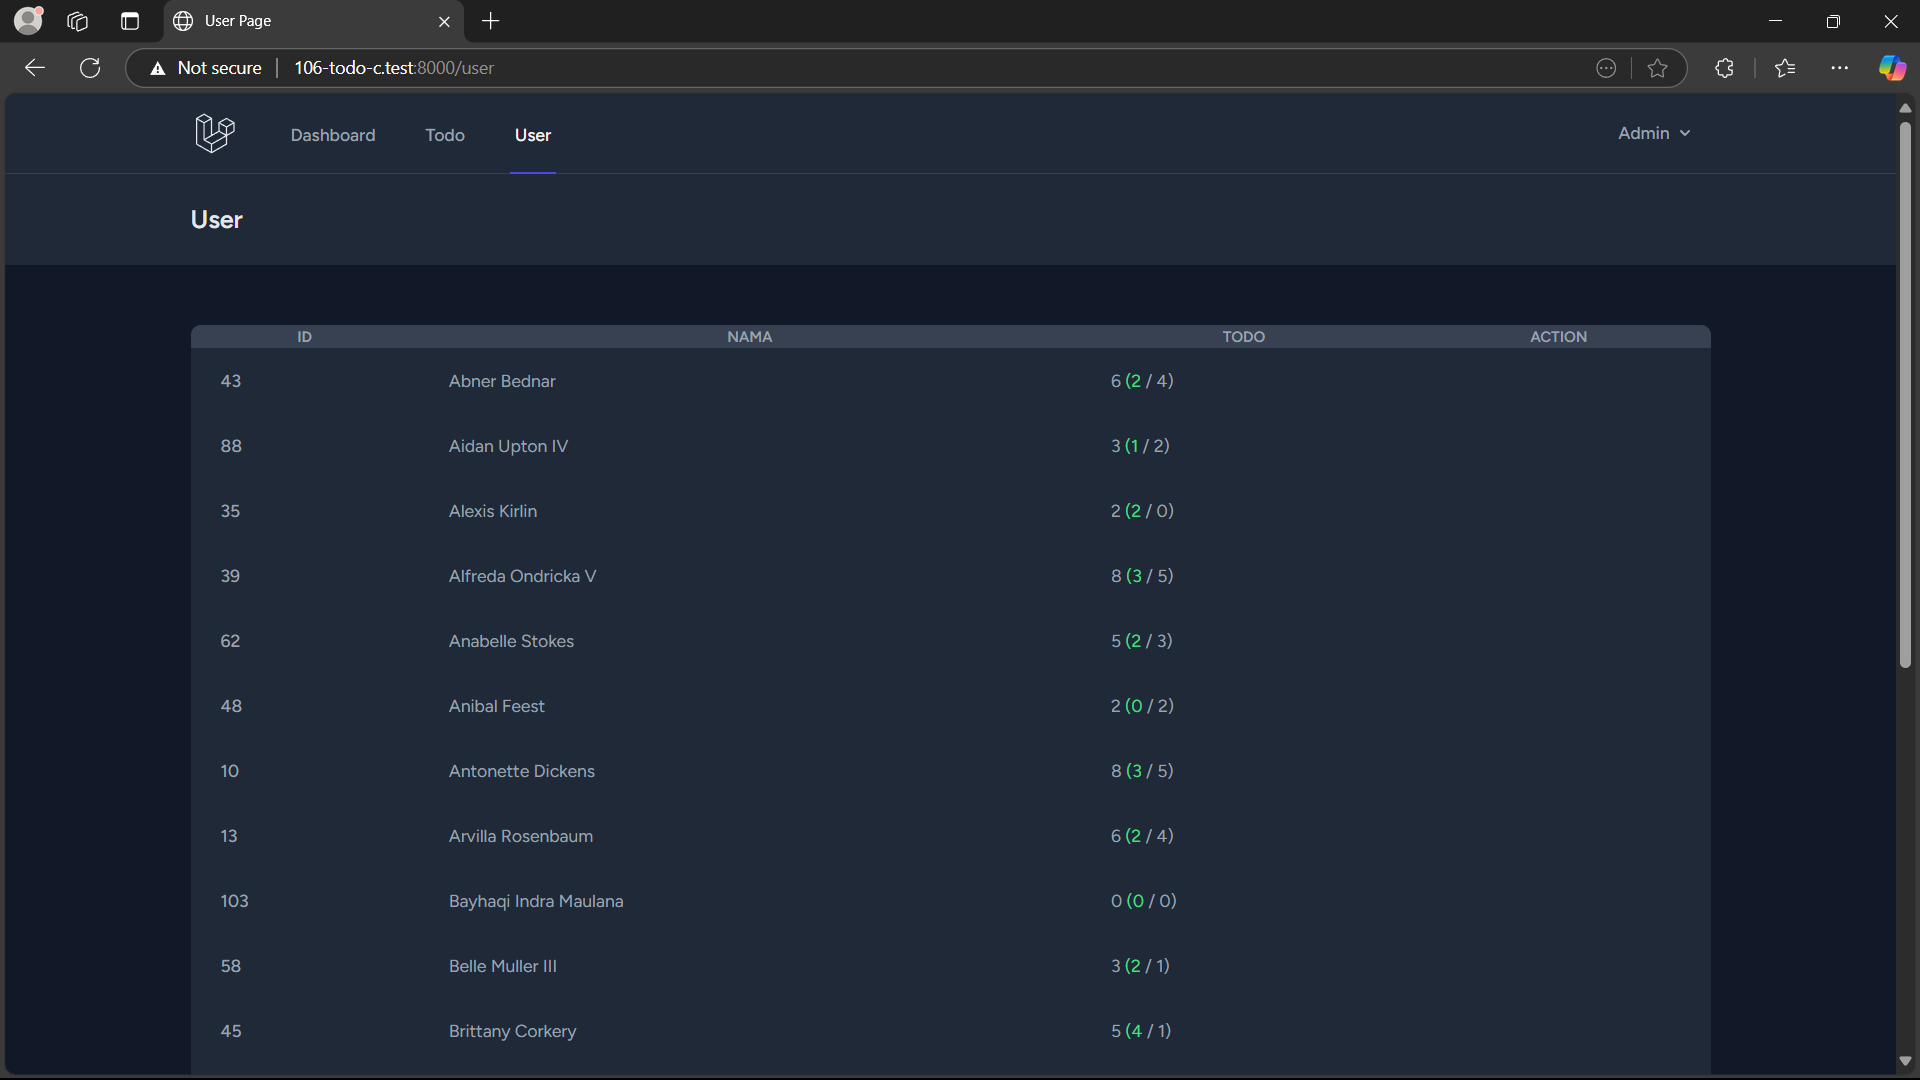 User Page
Not secure 106-todo-c.test:8000/user
Dashboard Todo User Admin
User
ID NAMA TODO ACTION
43 Abner Bednar 6 (2 / 4)
88 Aidan Upton IV 3 (1 / 2)
35 Alexis Kirlin 2 (2 / 0)
39 Alfreda Ondricka V 8 (3 / 5)
62 Anabelle Stokes 5 (2 / 3)
48 Anibal Feest 2 (0 / 2)
10 Antonette Dickens 8 (3 / 5)
13 Arvilla Rosenbaum 6 (2 / 4)
103 Bayhaqi Indra Maulana 0 (0 / 0)
58 Belle Muller III 3 (2 / 1)
45 Brittany Corkery 5 (4 / 1)